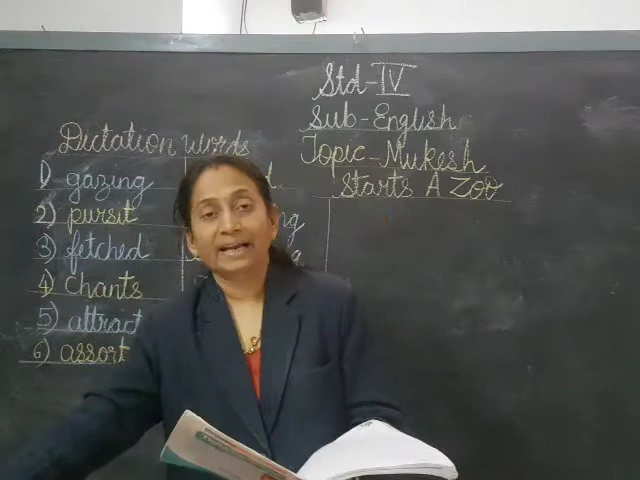 Std-IV
Sub-English
Topic-Mukesh
Starts A Zoo
Dictation words
1) gazing
2) pursit
3) fetched
4) chants
5) attract
6) assort